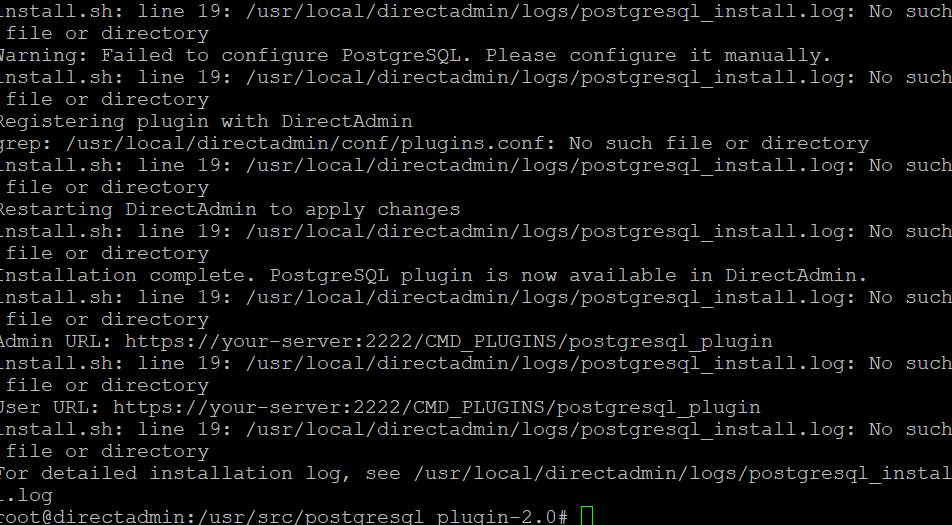 install.sh: line 19: /usr/local/directadmin/logs/postgresql_install.log: No such
 file or directory
Warning: Failed to configure PostgreSQL. Please configure it manually.
install.sh: line 19: /usr/local/directadmin/logs/postgresql_install.log: No such
 file or directory
Registering plugin with DirectAdmin
grep: /usr/local/directadmin/conf/plugins.conf: No such file or directory
install.sh: line 19: /usr/local/directadmin/logs/postgresql_install.log: No such
 file or directory
Restarting DirectAdmin to apply changes
install.sh: line 19: /usr/local/directadmin/logs/postgresql_install.log: No such
 file or directory
Installation complete. PostgreSQL plugin is now available in DirectAdmin.
install.sh: line 19: /usr/local/directadmin/logs/postgresql_install.log: No such
 file or directory
Admin URL: https://your-server:2222/CMD_PLUGINS/postgresql_plugin
install.sh: line 19: /usr/local/directadmin/logs/postgresql_install.log: No such
 file or directory
User URL: https://your-server:2222/CMD_PLUGINS/postgresql_plugin
install.sh: line 19: /usr/local/directadmin/logs/postgresql_install.log: No such
 file or directory
For detailed installation log, see /usr/local/directadmin/logs/postgresql_instal
l.log
root@directadmin:/usr/src/postgresql_plugin-2.0#